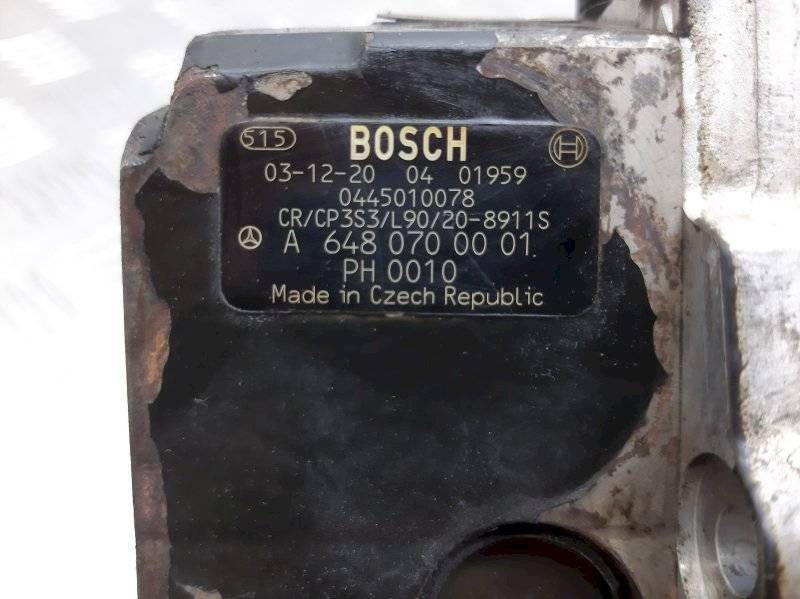 515 BOSCH
03-12-20 04 01959
0445010078
CR/CP3S3/L90/20-8911S
A 648 070 00 01
PH 0010
Made in Czech Republic